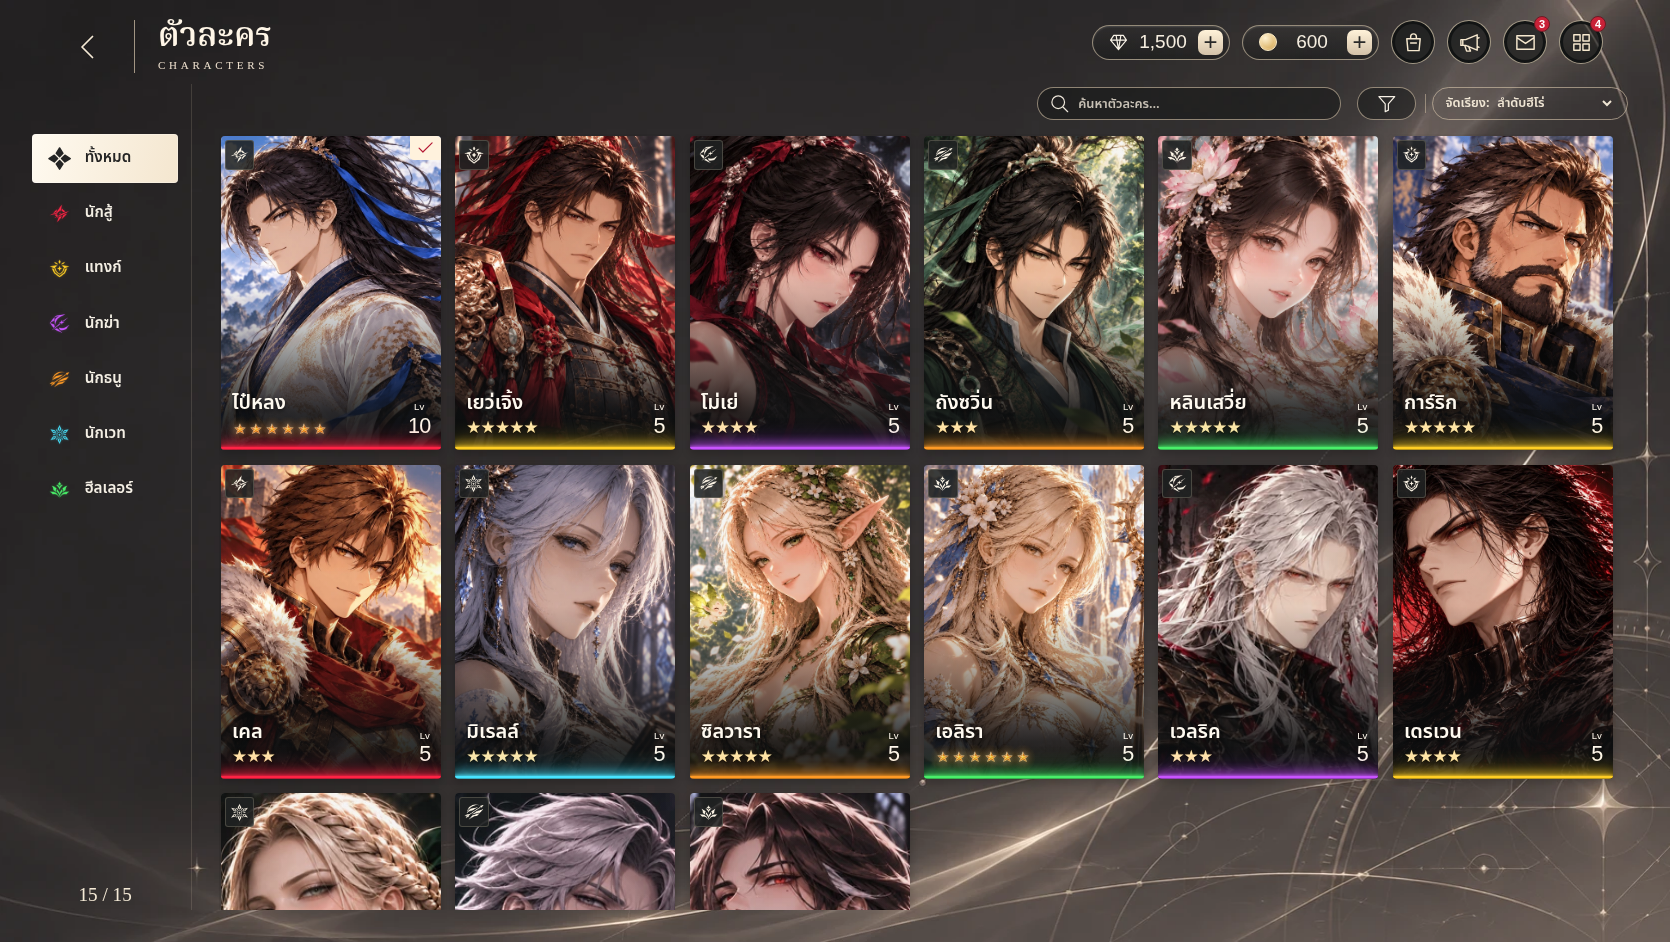 ตัวละคร
CHARACTERS
1,500
600
3
4
ค้นหาตัวละคร...
จัดเรียง: ลำดับฮีโร่
ทั้งหมด
นักสู้
แทงก์
นักฆ่า
นักธนู
นักเวท
ฮีลเลอร์
15 / 15
ไป๋หลง
Lv
10
เยว่เจิ้ง
Lv
5
โม่เย่
Lv
5
ถังซวิ่น
Lv
5
หลินเสวี่ย
Lv
5
การ์ริก
Lv
5
เคล
Lv
5
มิเรลล์
Lv
5
ซิลวารา
Lv
5
เอลิรา
Lv
5
เวลริค
Lv
5
เดรเวน
Lv
5